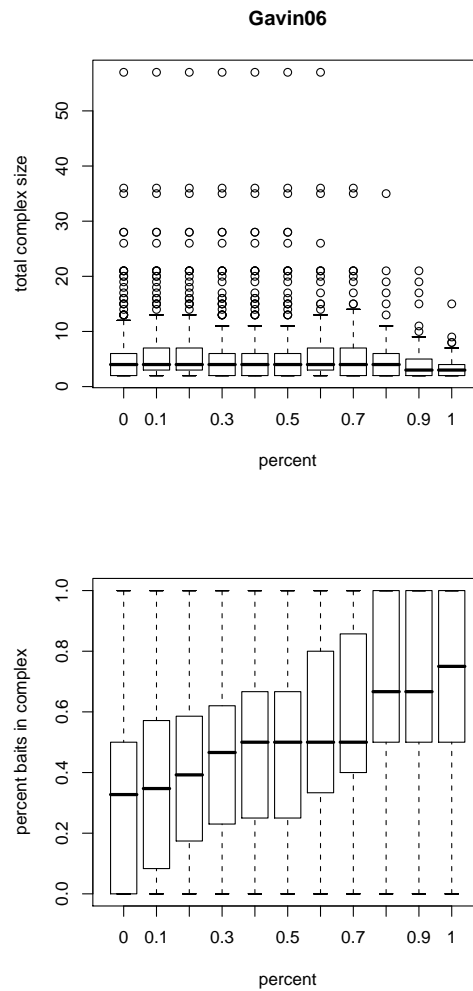 Gavin06
total complex size
0 10 20 30 40 50
0 0.1 0.3 0.5 0.7 0.9 1
percent
percent baits in complex
0.0 0.2 0.4 0.6 0.8 1.0
0 0.1 0.3 0.5 0.7 0.9 1
percent